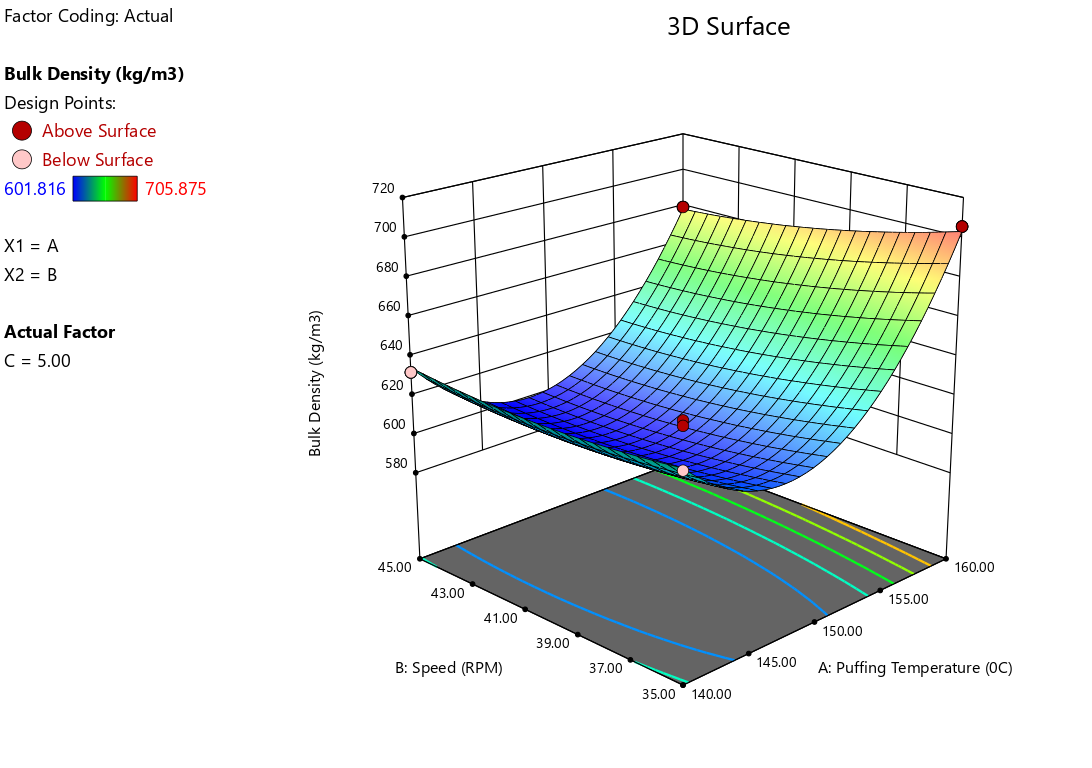 Factor Coding: Actual
3D Surface
Bulk Density (kg/m3)
Design Points:
Above Surface
Below Surface
601.816 705.875
X1 = A
X2 = B
Actual Factor
C = 5.00
720
700
680
660
640
620
600
580
Bulk Density (kg/m3)
45.00
43.00
41.00
39.00
37.00
35.00
B: Speed (RPM)
140.00
145.00
150.00
155.00
160.00
A: Puffing Temperature (0C)